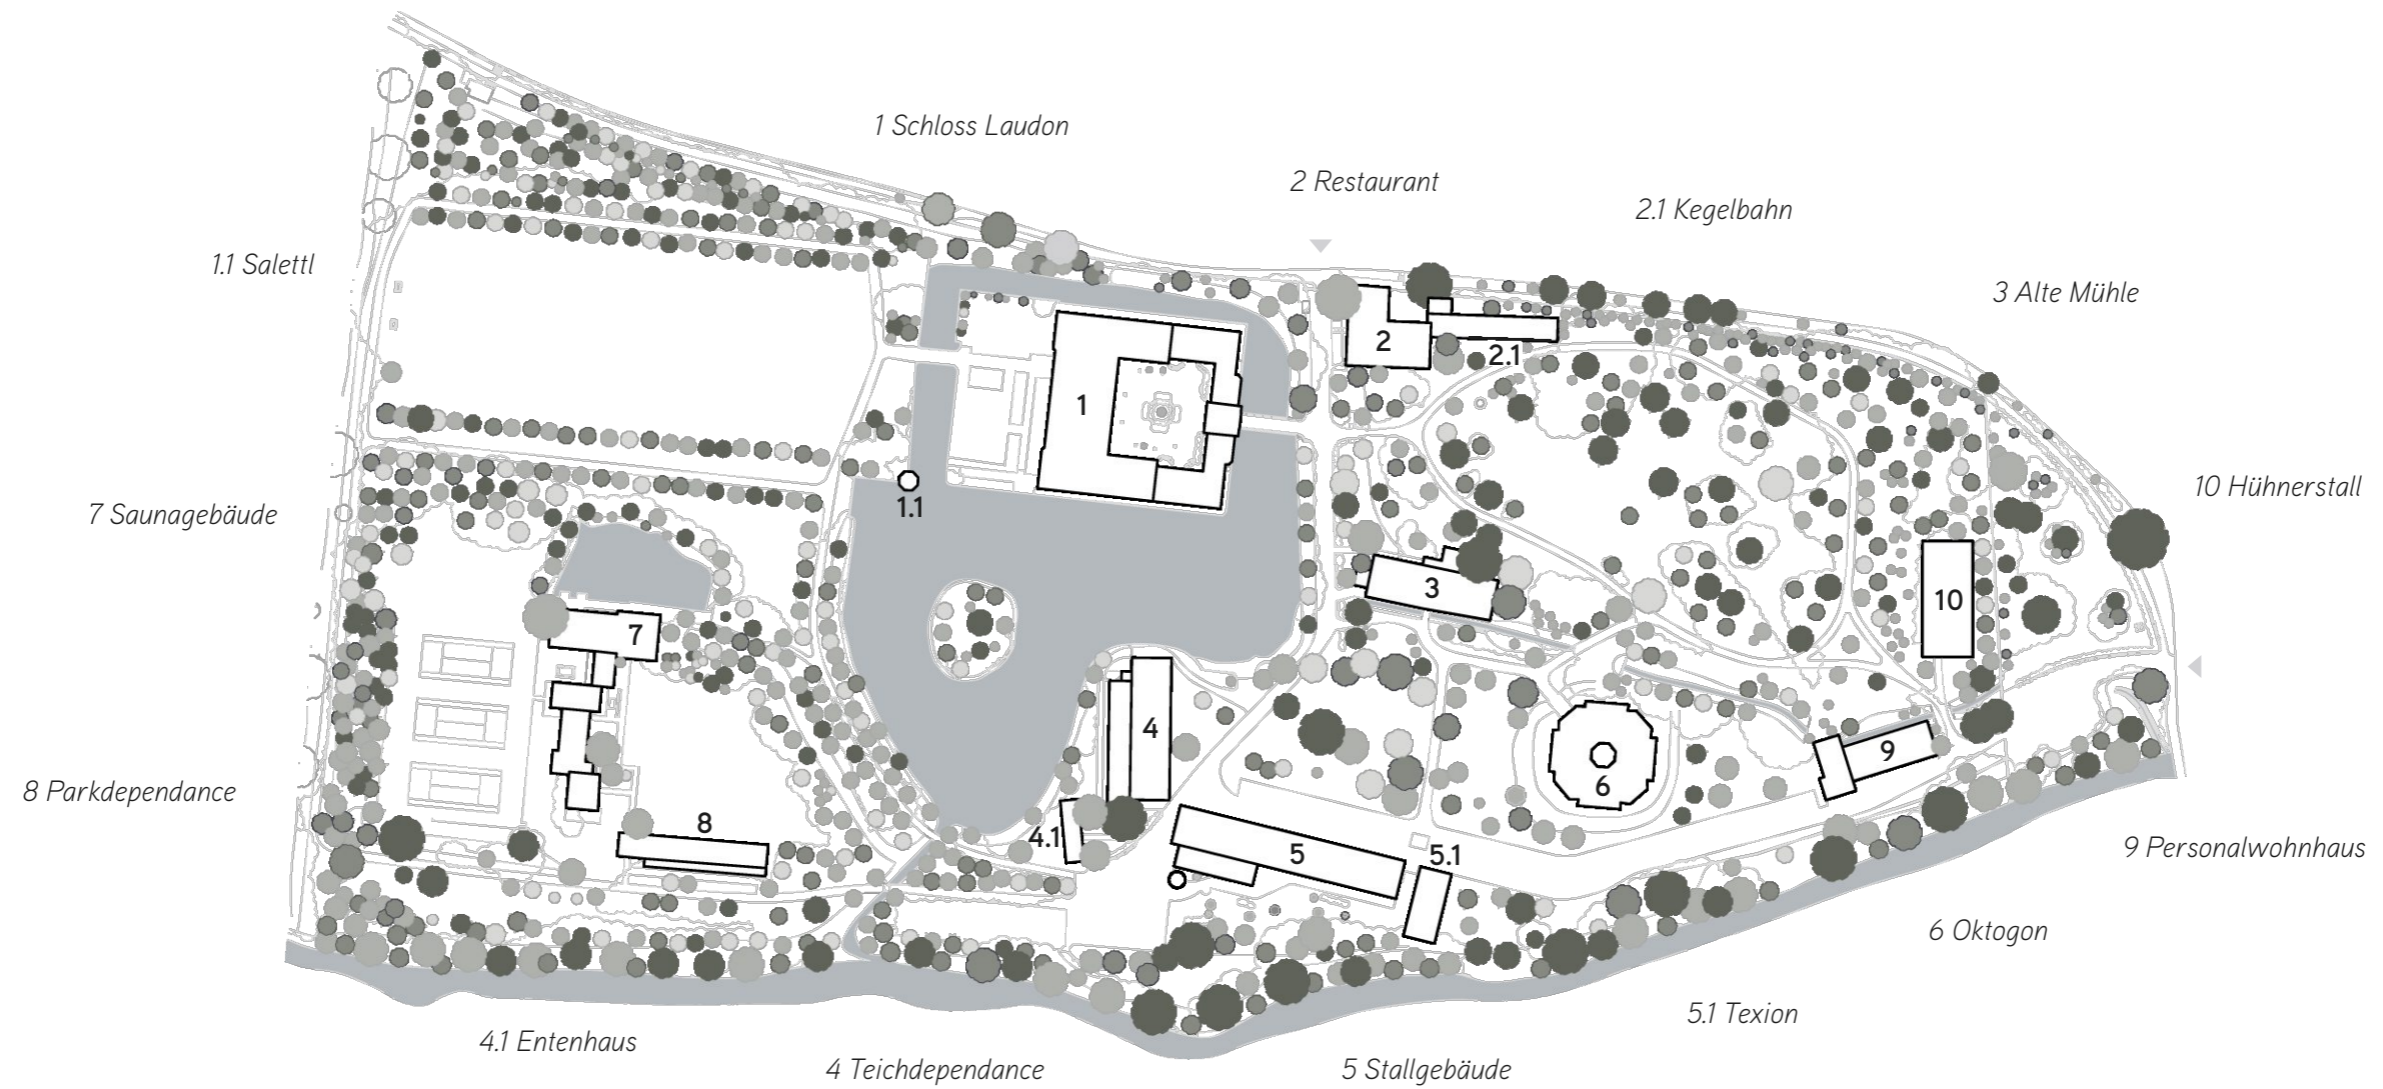 1 Schloss Laudon
2 Restaurant
2.1 Kegelbahn
1.1 Salettl
3 Alte Mühle
2
2.1
1
10 Hühnerstall
7 Saunagebäude
1.1
3
10
7
4
9
6
8 Parkdependance
8
4.1
5
5.1
9 Personalwohnhaus
6 Oktogon
5.1 Texion
4.1 Entenhaus
4 Teichdependance
5 Stallgebäude